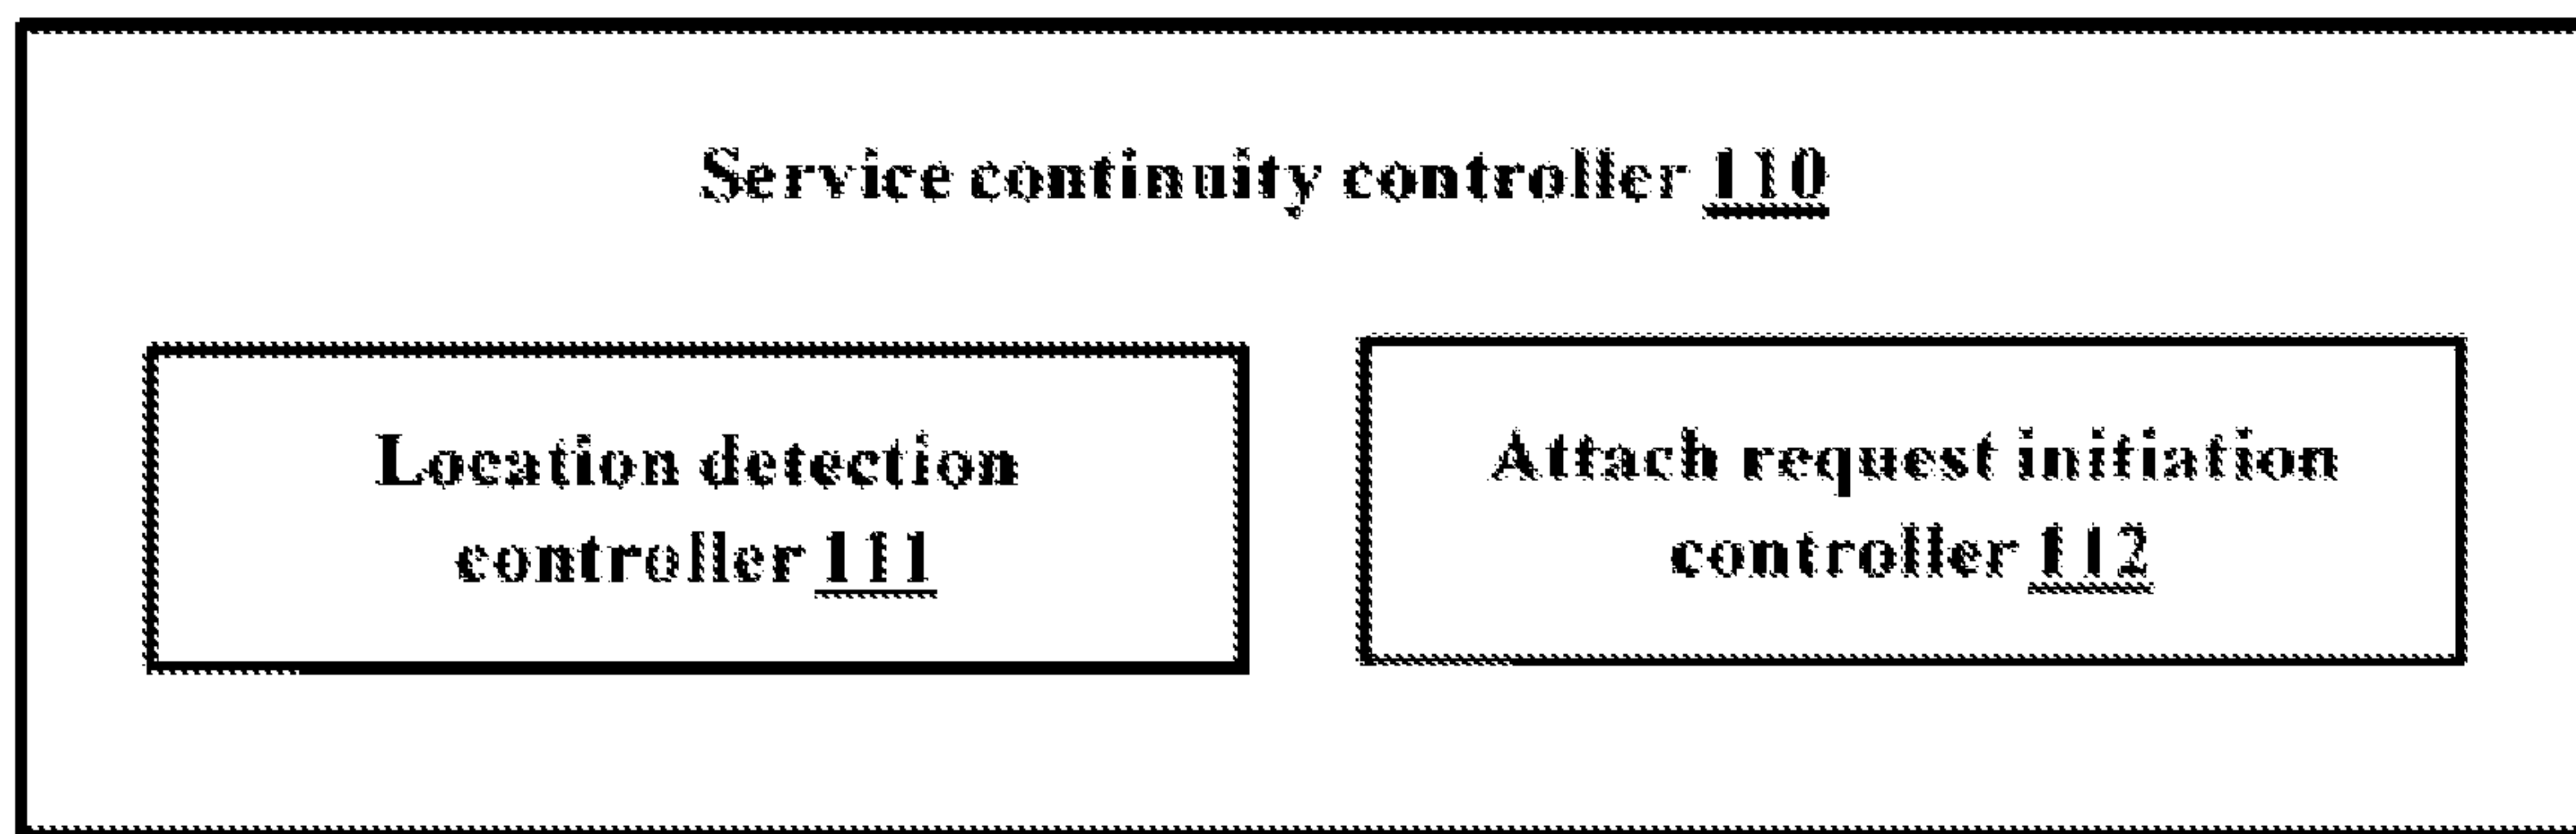 Service continuity controller 110
Location detection
controller 111
Attach request initiation
controller 112